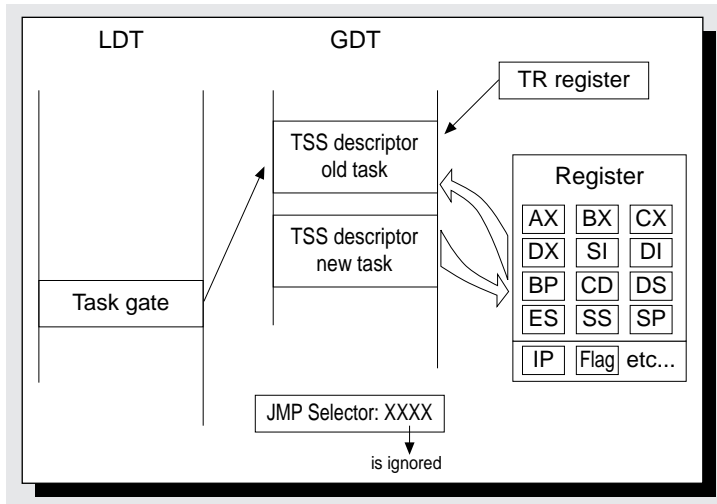 LDT
GDT
TR register
TSS descriptor
old task
TSS descriptor
new task
Task gate
Register
AX BX CX
DX SI DI
BP CD DS
ES SS SP
IP Flag etc...
JMP Selector: XXXX
is ignored